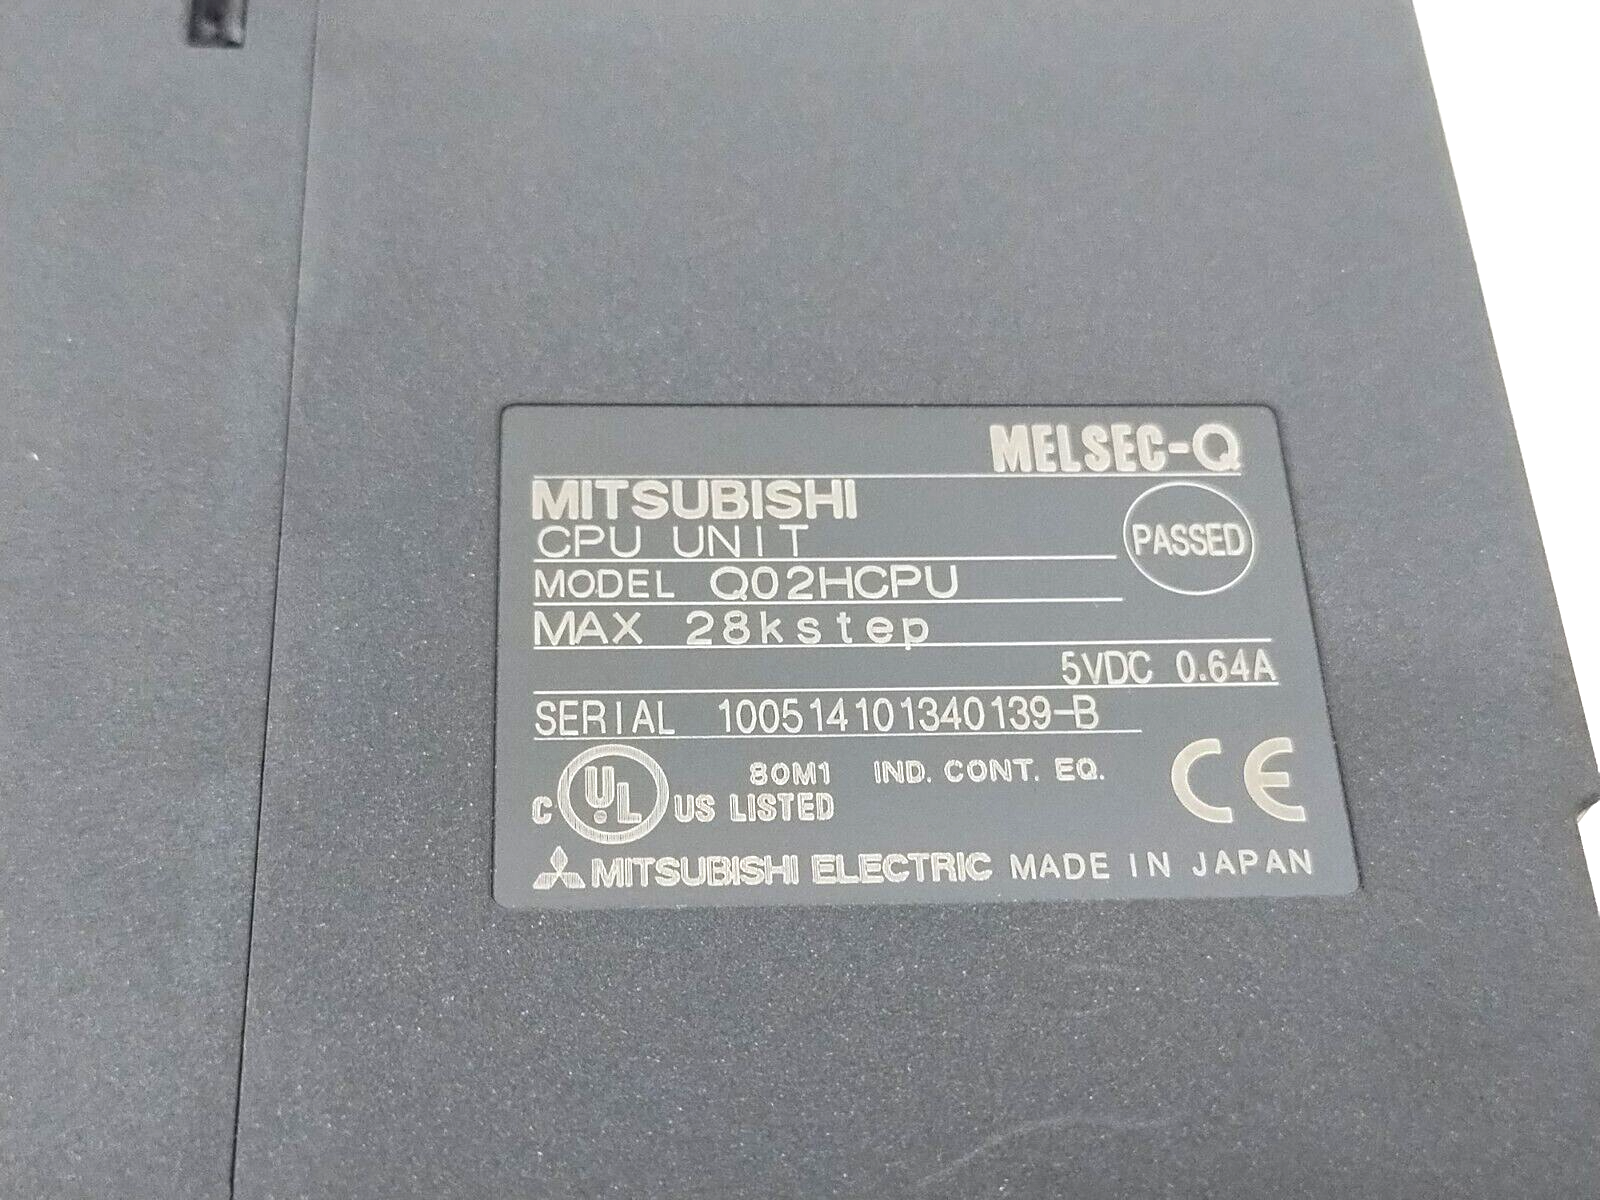 MELSEC-Q
MITSUBISHI
CPU UNIT
PASSED
MODEL Q02HCPU
MAX 28kstep
5VDC 0.64A
SERIAL 100514101340139-B
80M1 IND. CONT. EQ.
C UL US LISTED
CE
MITSUBISHI ELECTRIC MADE IN JAPAN